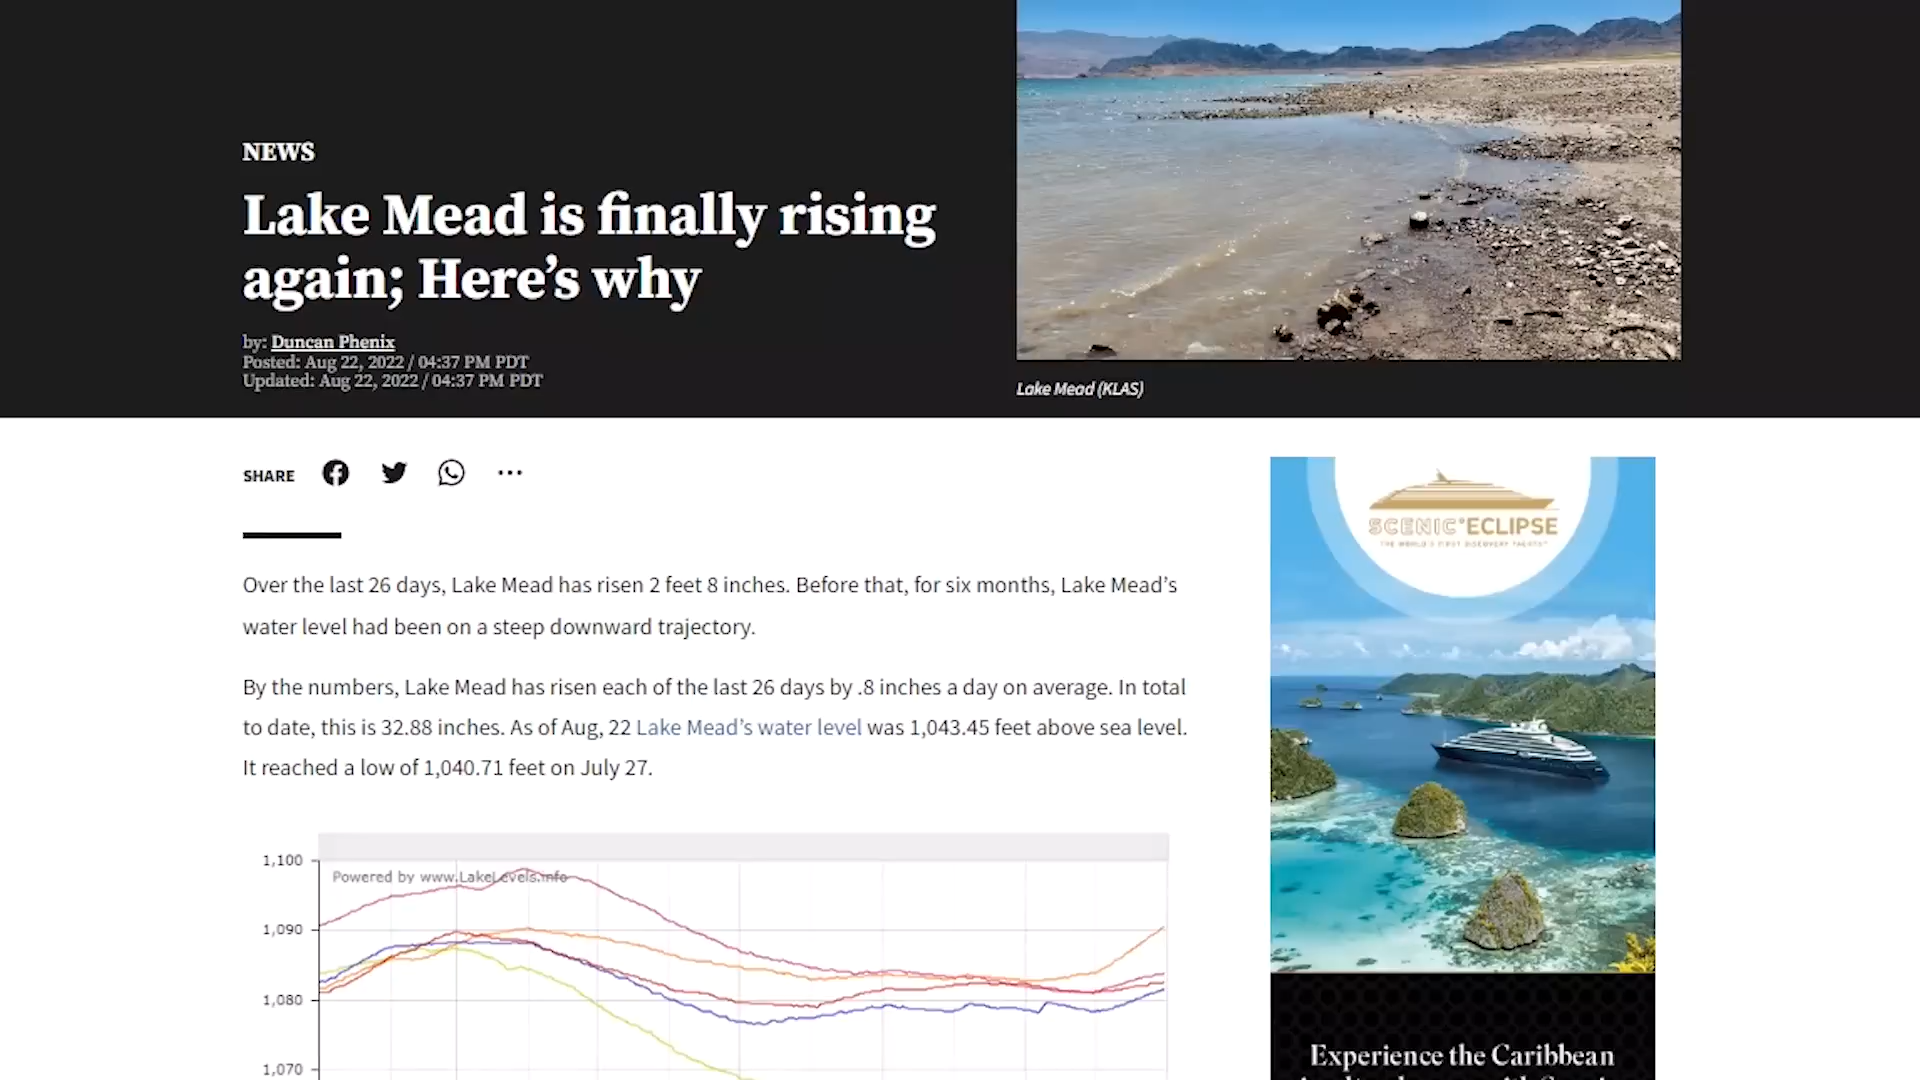 NEWS
Lake Mead is finally rising
again; Here's why
by: Duncan Phenix
Posted: Aug 22, 2022 / 04:37 PM PDT
Updated: Aug 22, 2022 / 04:37 PM PDT
Lake Mead (KLAS)
SHARE
Over the last 26 days, Lake Mead has risen 2 feet 8 inches. Before that, for six months, Lake Mead's
water level had been on a steep downward trajectory.
By the numbers, Lake Mead has risen each of the last 26 days by .8 inches a day on average. In total
to date, this is 32.88 inches. As of Aug, 22 Lake Mead's water level was 1,043.45 feet above sea level.
It reached a low of 1,040.71 feet on July 27.
Powered by www.LakeLevels.info
1,100
1,090
1,080
1,070
SCENIC ECLIPSE
THE WORLD'S FIRST DISCOVERY YACHTS
Experience the Caribbean